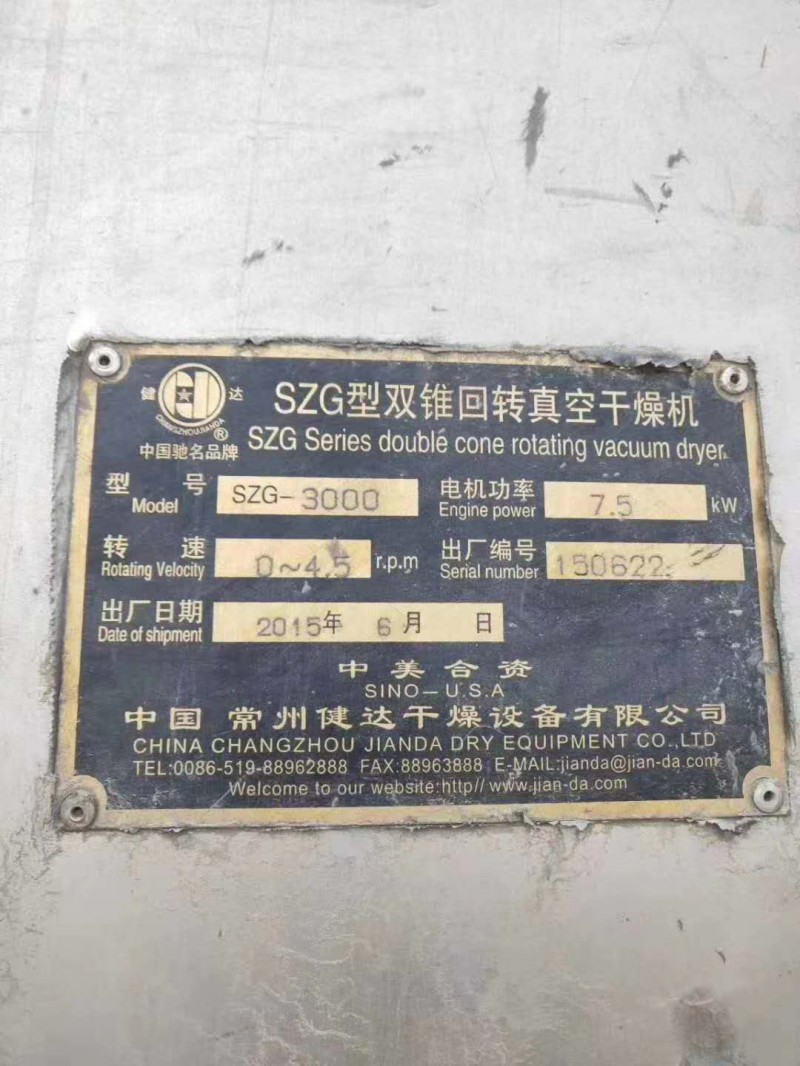 健 达
CHANGZHOUJIANDA
®
中国驰名品牌
SZG型双锥回转真空干燥机
SZG Series double cone rotating vacuum dryer
型 号 SZG-3000 电机功率 7.5 kW
Model Engine power
转 速 0~4.5 r.p.m 出厂编号 150622
Rotating Velocity Serial number
出厂日期 2015年 6月 日
Date of shipment
中美合资
SINO-U.S.A
中国 常州健达干燥设备有限公司
CHINA CHANGZHOU JIANDA DRY EQUIPMENT CO.,LTD
TEL:0086-519-88962888 FAX:88963888 E-MAIL:jianda@jian-da.com
Welcome to our website:http// www.jian-da.com